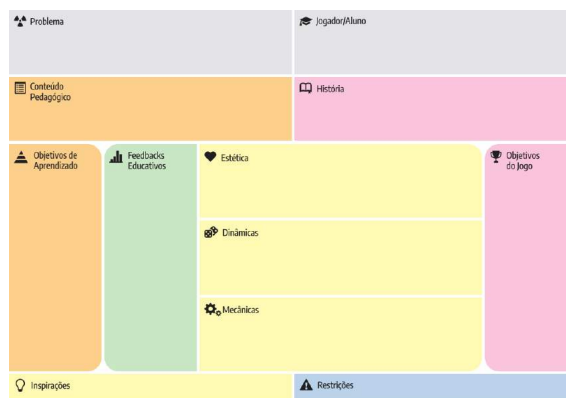 Problema
Jogador/Aluno
Conteúdo
Pedagógico
História
Objetivos de
Aprendizado
Feedbacks
Educativos
Estética
Objetivos
do Jogo
Dinâmicas
Mecânicas
Inspirações
Restrições